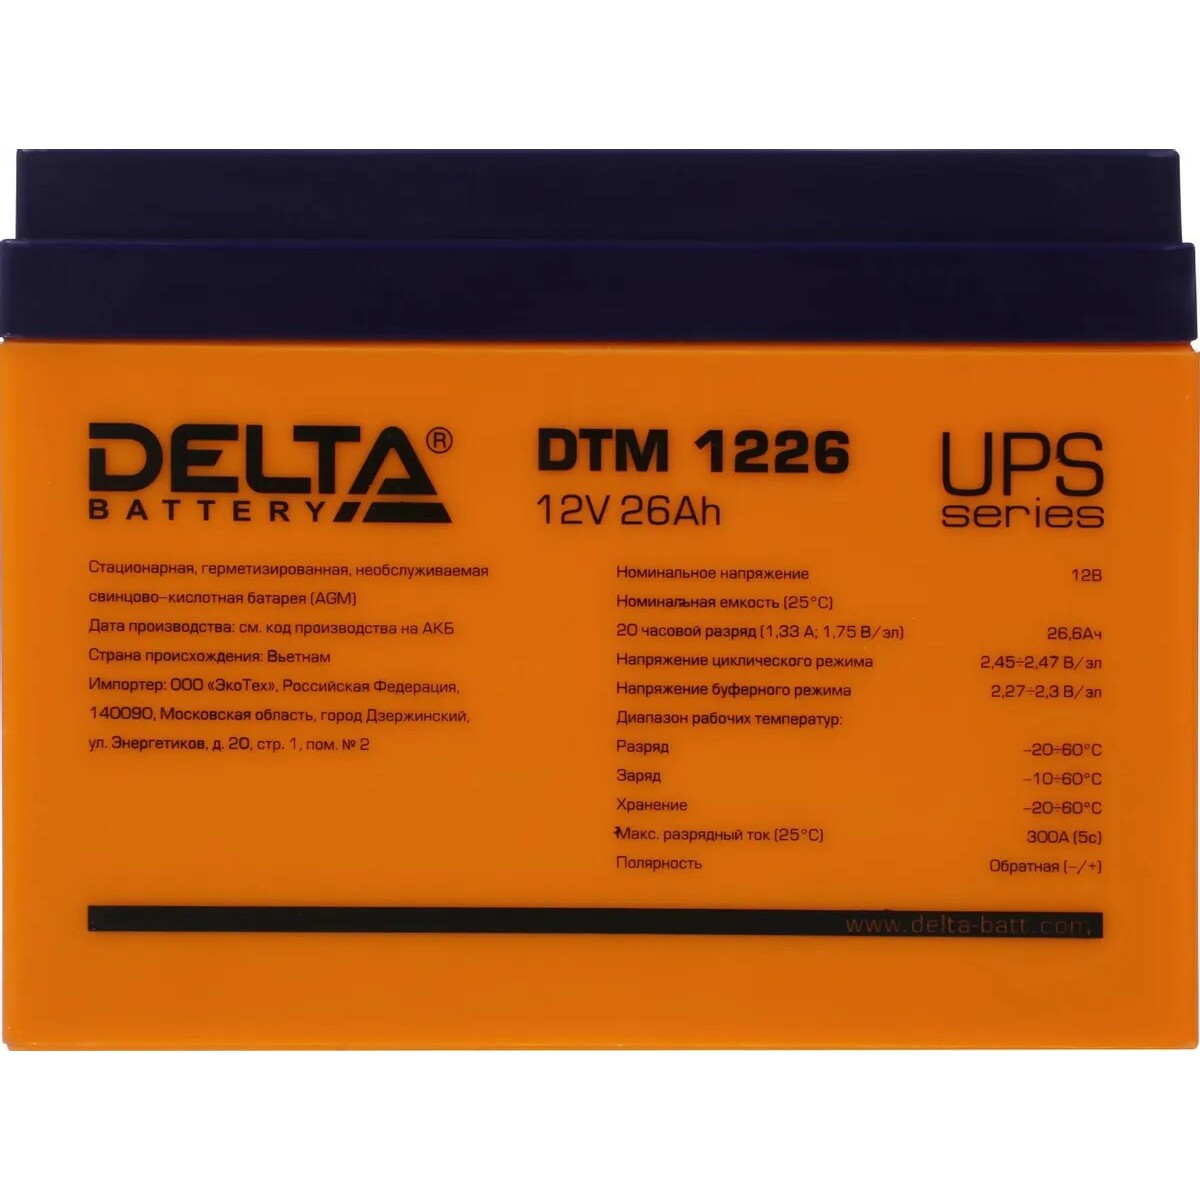 DELTA®
BATTERY
DTM 1226
12V 26Ah
UPS
series
Стационарная, герметизированная, необслуживаемая
свинцово-кислотная батарея (AGM)
Дата производства: см. код производства на АКБ
Страна происхождения: Вьетнам
Импортер: ООО «ЭкоТех», Российская Федерация,
140090, Московская область, город Дзержинский,
ул. Энергетиков, д. 20, стр. 1, пом. № 2
Номинальное напряжение 12В
Номинальная емкость (25°С)
20 часовой разряд (1,33 А; 1,75 В/эл) 26,6Ач
Напряжение циклического режима 2,45÷2,47 В/эл
Напряжение буферного режима 2,27÷2,3 В/эл
Диапазон рабочих температур:
Разряд -20÷60°С
Заряд -10÷60°С
Хранение -20÷60°С
Макс. разрядный ток (25°С) 300А (5с)
Полярность Обратная (-/+)
www.delta-batt.com